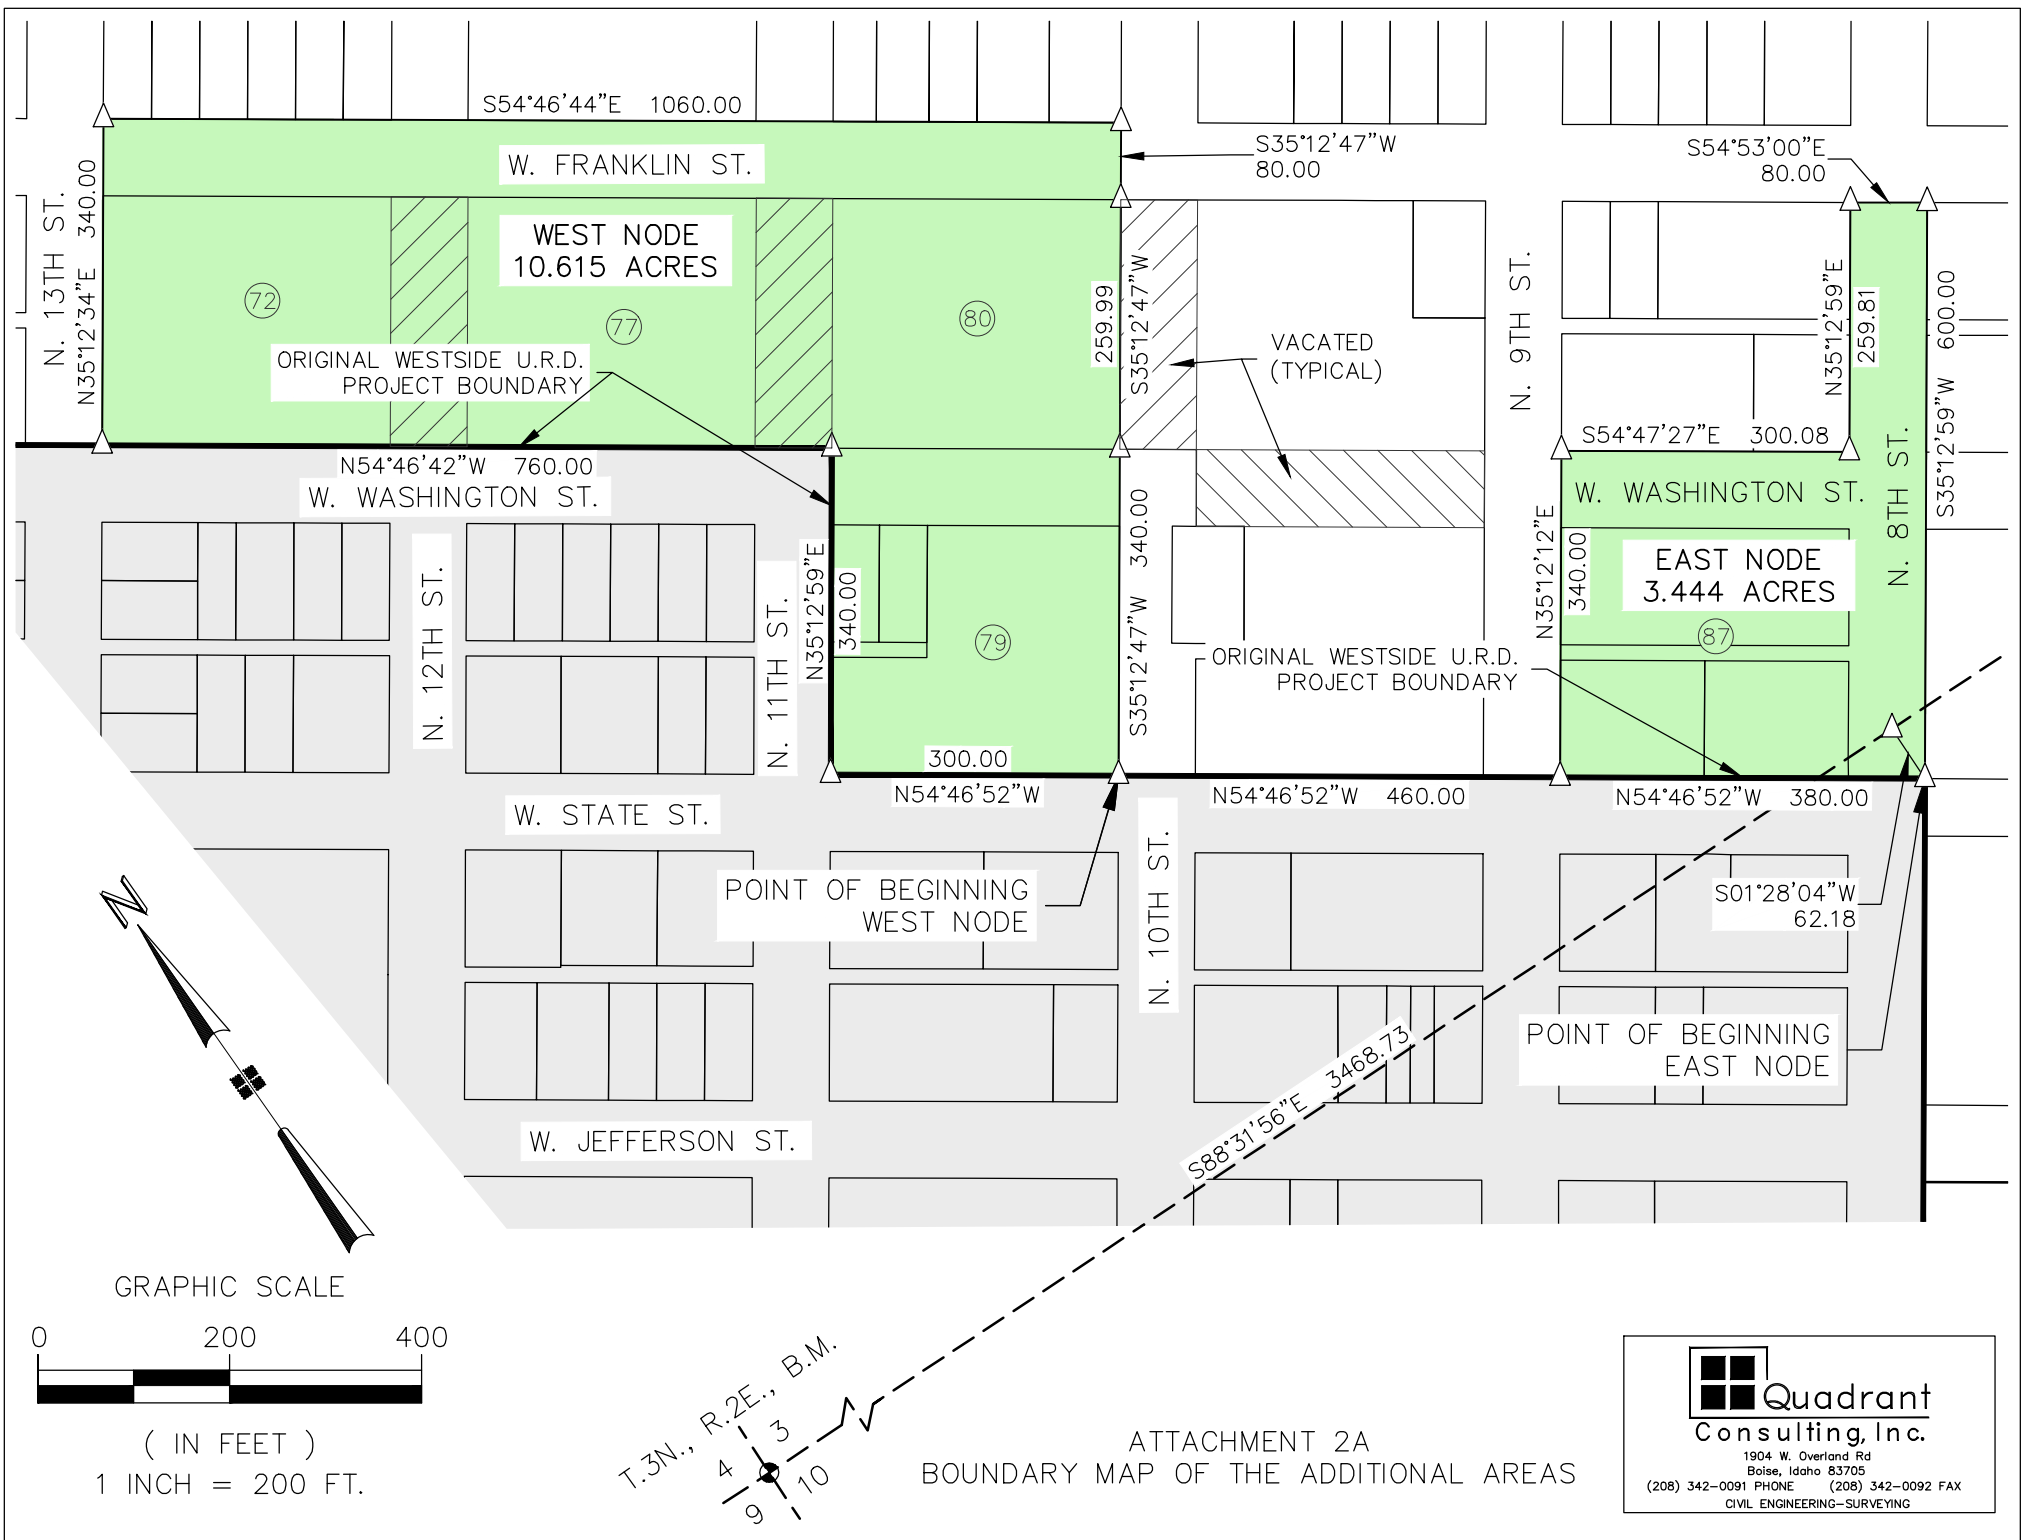 S54°46'44"E 1060.00
S35°12'47"W
80.00
S54°53'00"E
80.00
W. FRANKLIN ST.
N. 13TH ST.
N35°12'34"E 340.00
WEST NODE
10.615 ACRES
72
77
80
259.99
S35°12'47"W
N. 9TH ST.
N35°12'59"E
259.81
S35°12'59"W 600.00
ORIGINAL WESTSIDE U.R.D.
PROJECT BOUNDARY
VACATED
(TYPICAL)
S54°47'27"E 300.08
N. 8TH ST.
N54°46'42"W 760.00
W. WASHINGTON ST.
W. WASHINGTON ST.
N. 12TH ST.
N. 11TH ST.
N35°12'59"E
340.00
79
S35°12'47"W 340.00
N35°12'12"E
340.00
EAST NODE
3.444 ACRES
87
ORIGINAL WESTSIDE U.R.D.
PROJECT BOUNDARY
300.00
N54°46'52"W
N54°46'52"W 460.00
N54°46'52"W 380.00
W. STATE ST.
N. 10TH ST.
POINT OF BEGINNING
WEST NODE
S01°28'04"W
62.18
POINT OF BEGINNING
EAST NODE
S88°31'56"E 3468.73
W. JEFFERSON ST.
N
GRAPHIC SCALE
0 200 400
( IN FEET )
1 INCH = 200 FT.
T.3N., R.2E., B.M.
4 3
9 10
ATTACHMENT 2A
BOUNDARY MAP OF THE ADDITIONAL AREAS
Quadrant
Consulting, Inc.
1904 W. Overland Rd
Boise, Idaho 83705
(208) 342-0091 PHONE (208) 342-0092 FAX
CIVIL ENGINEERING-SURVEYING